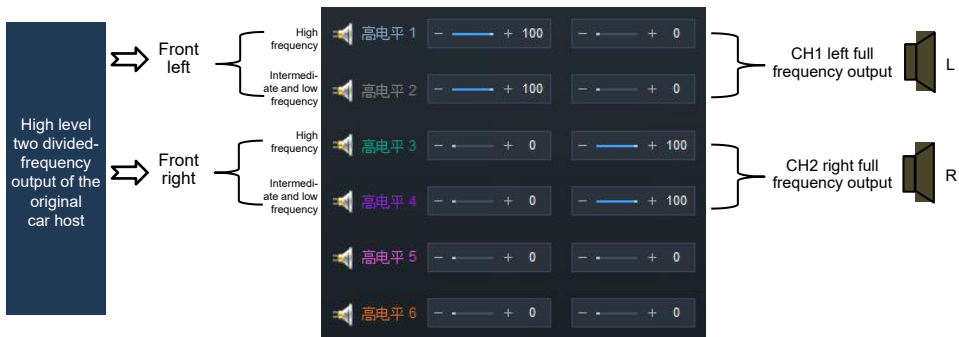 High level
two divided-
frequency
output of the
original
car host
Front
left
High
frequency
Intermedi-
ate and low
frequency
Front
right
High
frequency
Intermedi-
ate and low
frequency
高电平 1 − + 100 − + 0
高电平 2 − + 100 − + 0
高电平 3 − + 0 − + 100
高电平 4 − + 0 − + 100
高电平 5 − + 0 − + 0
高电平 6 − + 0 − + 0
CH1 left full
frequency output
L
CH2 right full
frequency output
R